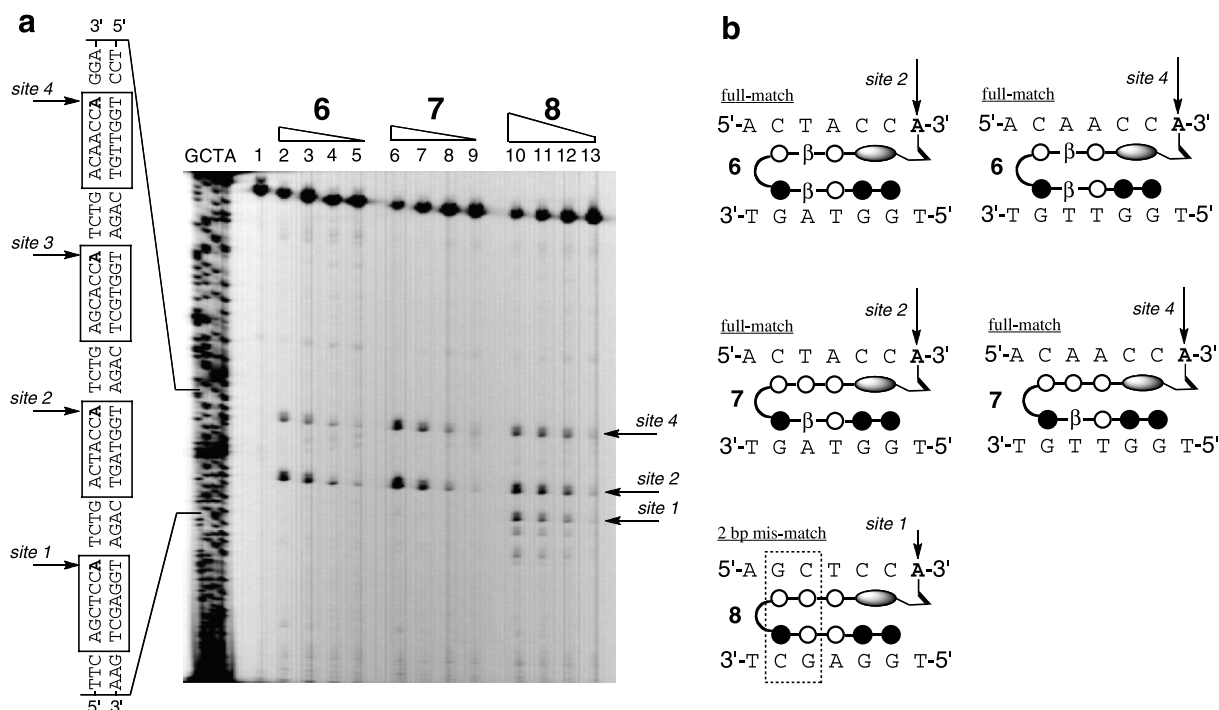 a
3' 5'
GGA
CCT
site 4
ACAACCA
TGTTGGT
TCTG
AGAC
site 3
AGCACCA
TCGTGGT
TCTG
AGAC
site 2
ACTACCA
TGATGGT
TCTG
AGAC
site 1
AGCTCCA
TCGAGGT
TTC
AAG
5' 3'
6 7 8
GCTA 1 2 3 4 5 6 7 8 9 10 11 12 13
site 4
site 2
site 1
b
site 2
full-match
5'-A C T A C C A-3'
6
β
β
3'-T G A T G G T-5'
site 4
full-match
5'-A C A A C C A-3'
6
β
β
3'-T G T T G G T-5'
site 2
full-match
5'-A C T A C C A-3'
7
β
3'-T G A T G G T-5'
site 4
full-match
5'-A C A A C C A-3'
7
β
3'-T G T T G G T-5'
site 1
2 bp mis-match
5'-A G C T C C A-3'
8
3'-T C G A G G T-5'